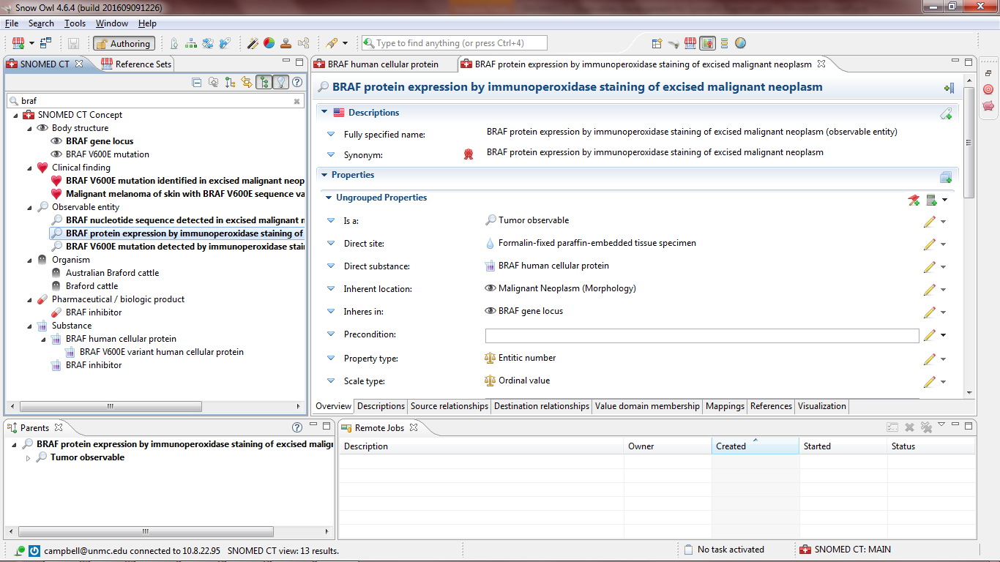 Snow Owl 4.6.4 (build 201609091226)
File Search Tools Window Help
Authoring
Type to find anything (or press Ctrl+4)
SNOMED CT
Reference Sets
braf
SNOMED CT Concept
Body structure
BRAF gene locus
BRAF V600E mutation
Clinical finding
BRAF V600E mutation identified in excised malignant neop
Malignant melanoma of skin with BRAF V600E sequence va
Observable entity
BRAF nucleotide sequence detected in excised malignant n
BRAF protein expression by immunoperoxidase staining of
BRAF V600E mutation detected by immunoperoxidase stai
Organism
Australian Braford cattle
Braford cattle
Pharmaceutical / biologic product
BRAF inhibitor
Substance
BRAF human cellular protein
BRAF V600E variant human cellular protein
BRAF inhibitor
BRAF human cellular protein
BRAF protein expression by immunoperoxidase staining of excised malignant neoplasm
BRAF protein expression by immunoperoxidase staining of excised malignant neoplasm
Descriptions
Fully specified name: BRAF protein expression by immunoperoxidase staining of excised malignant neoplasm (observable entity)
Synonym: BRAF protein expression by immunoperoxidase staining of excised malignant neoplasm
Properties
Ungrouped Properties
Is a: Tumor observable
Direct site: Formalin-fixed paraffin-embedded tissue specimen
Direct substance: BRAF human cellular protein
Inherent location: Malignant Neoplasm (Morphology)
Inheres in: BRAF gene locus
Precondition:
Property type: Entitic number
Scale type: Ordinal value
Overview Descriptions Source relationships Destination relationships Value domain membership Mappings References Visualization
Parents
BRAF protein expression by immunoperoxidase staining of excised malig
Tumor observable
Remote Jobs
Description Owner Created Started Status
campbell@unmc.edu connected to 10.8.22.95 SNOMED CT view: 13 results.
No task activated
SNOMED CT: MAIN